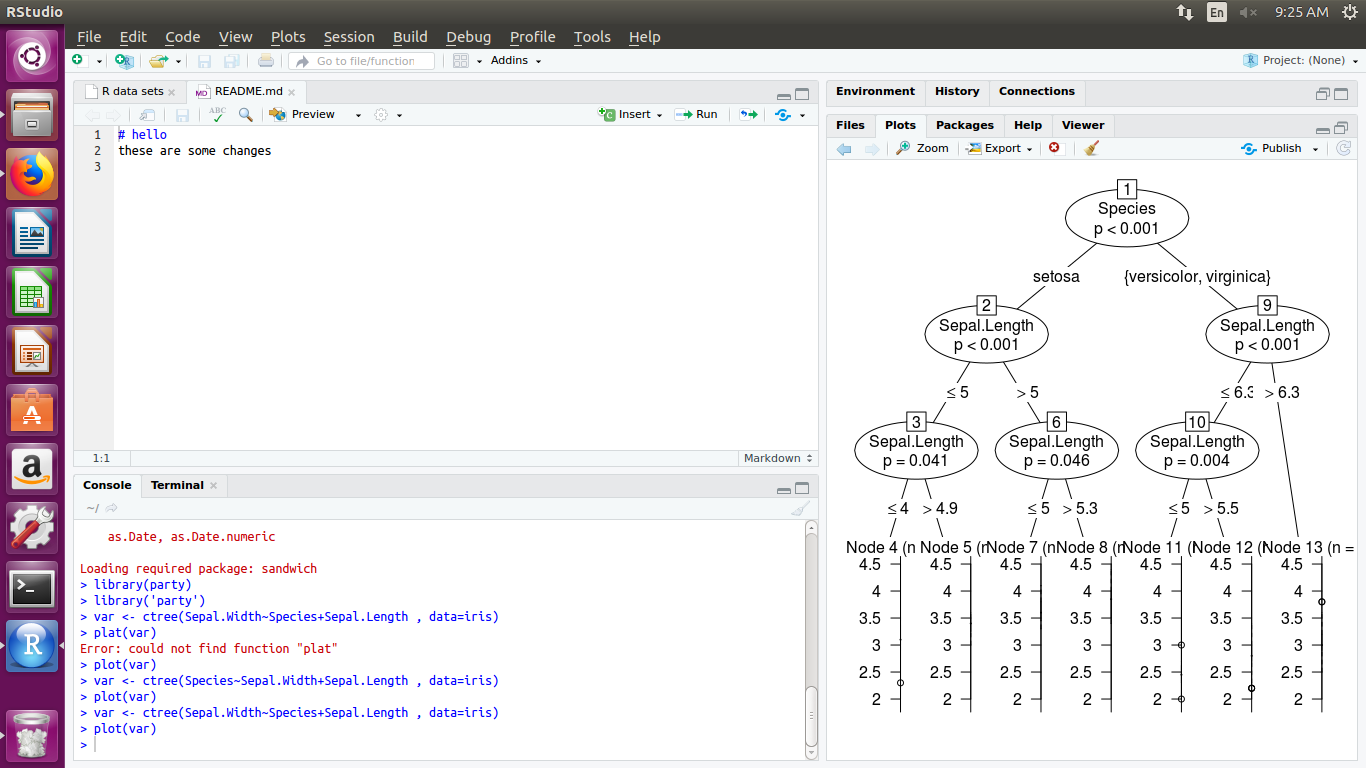 RStudio
En
9:25 AM
File Edit Code View Plots Session Build Debug Profile Tools Help
Go to file/function
Addins
Project: (None)
R data sets
README.md
ABC
Preview
Insert
Run
1 # hello
2 these are some changes
3
1:1
Markdown
Console
Terminal
~/
as.Date, as.Date.numeric
Loading required package: sandwich
> library(party)
> library('party')
> var <- ctree(Sepal.Width~Species+Sepal.Length , data=iris)
> plat(var)
Error: could not find function "plat"
> plot(var)
> var <- ctree(Species~Sepal.Width+Sepal.Length , data=iris)
> plot(var)
> var <- ctree(Sepal.Width~Species+Sepal.Length , data=iris)
> plot(var)
>
Environment History Connections
Files Plots Packages Help Viewer
Zoom
Export
Publish
1
Species
p < 0.001
setosa {versicolor, virginica}
2 9
Sepal.Length Sepal.Length
p < 0.001 p < 0.001
≤ 5 > 5 ≤ 6.3 > 6.3
3 6 10
Sepal.Length Sepal.Length Sepal.Length
p = 0.041 p = 0.046 p = 0.004
≤ 4 > 4.9 ≤ 5 > 5.3 ≤ 5 > 5.5
Node 4 (n Node 5 (n Node 7 (n Node 8 (n Node 11 ( Node 12 ( Node 13 (n =
4.5 4.5 4.5 4.5 4.5 4.5 4.5
4 4 4 4 4 4 4
3.5 3.5 3.5 3.5 3.5 3.5 3.5
3 3 3 3 3 3 3
2.5 2.5 2.5 2.5 2.5 2.5 2.5
2 2 2 2 2 2 2